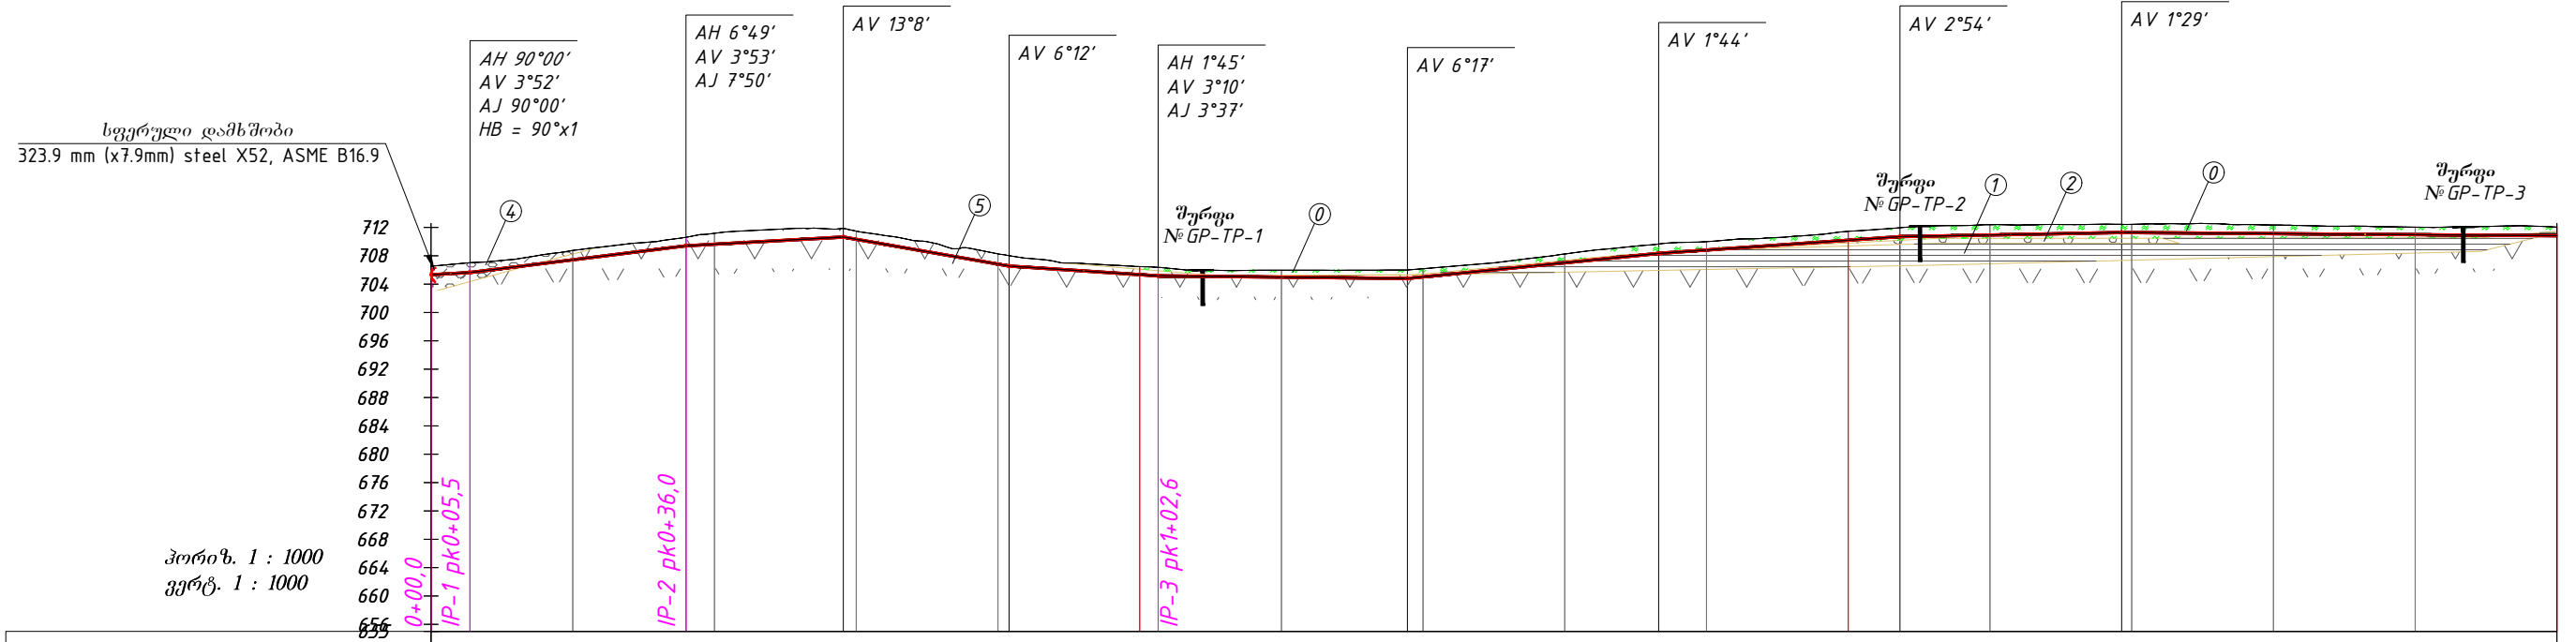 AH 90°00′
AV 3°52′
AJ 90°00′
HB = 90°x1
AH 6°49′
AV 3°53′
AJ 7°50′
AV 13°8′
AV 6°12′
AH 1°45′
AV 3°10′
AJ 3°37′
AV 6°17′
AV 1°44′
AV 2°54′
AV 1°29′
სფერული დამხშობი
323.9 mm (x7.9mm) steel X52, ASME B16.9
4
5
შურფი
№ GP-TP-1
0
შურფი
№ GP-TP-2
1
2
0
შურფი
№ GP-TP-3
712
708
704
700
696
692
688
684
680
676
672
668
664
660
656
655
ჰორიზ. 1 : 1000
ვერტ. 1 : 1000
0+00,0
IP-1 pk0+05,5
IP-2 pk0+36,0
IP-3 pk1+02,6